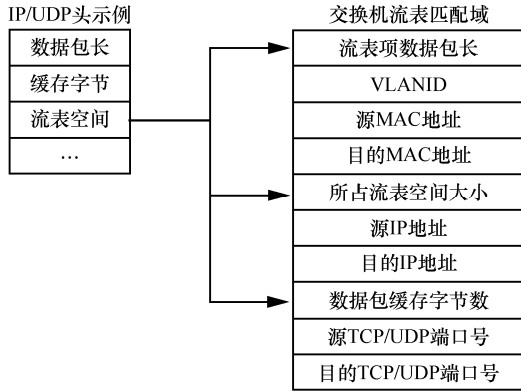 IP/UDP头示例
数据包长
缓存字节
流表空间
…
交换机流表匹配域
流表项数据包长
VLANID
源MAC地址
目的MAC地址
所占流表空间大小
源IP地址
目的IP地址
数据包缓存字节数
源TCP/UDP端口号
目的TCP/UDP端口号